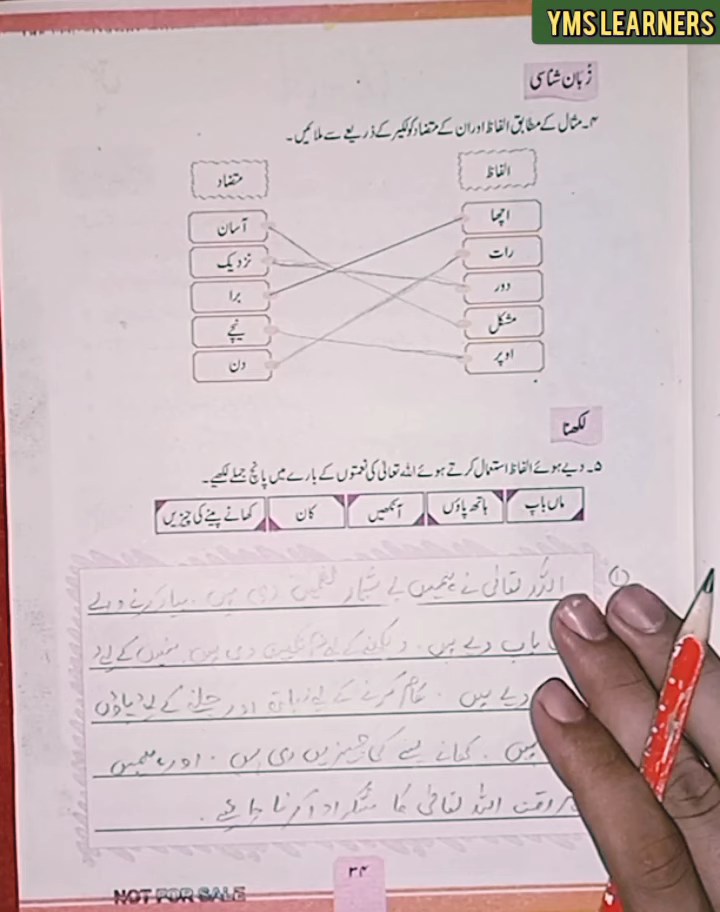 YMS LEARNERS
زبان شناسی
۴۔ مثال کے مطابق الفاظ اور ان کے متضاد کو لکیر کے ذریعے سے ملائیں۔
الفاظ
متضاد
اچھا
آسان
رات
نزدیک
دور
برا
مشکل
نیچے
اوپر
دن
لکھنا
۵۔ دیے ہوئے الفاظ استعمال کرتے ہوئے اللہ تعالیٰ کی نعمتوں کے بارے میں پانچ جملے لکھیے۔
ماں باپ
ہاتھ پاؤں
آنکھیں
کان
کھانے پینے کی چیزیں
①
اللہ تعالیٰ نے ہمیں بے شمار نعمتیں دی ہیں۔ پیار کرنے والے
باپ دیے ہیں۔ دیکھنے کے لیے آنکھیں دی ہیں۔ سننے کے لیے
دیے ہیں۔ کام کرنے کے لیے ہاتھ اور چلنے کے لیے پاؤں
ہیں۔ کھانے پینے کی چیزیں دی ہیں۔ اور ہمیں
وقت اللہ تعالیٰ کا شکر ادا کرنا چاہیے۔
۳۴
NOT FOR SALE